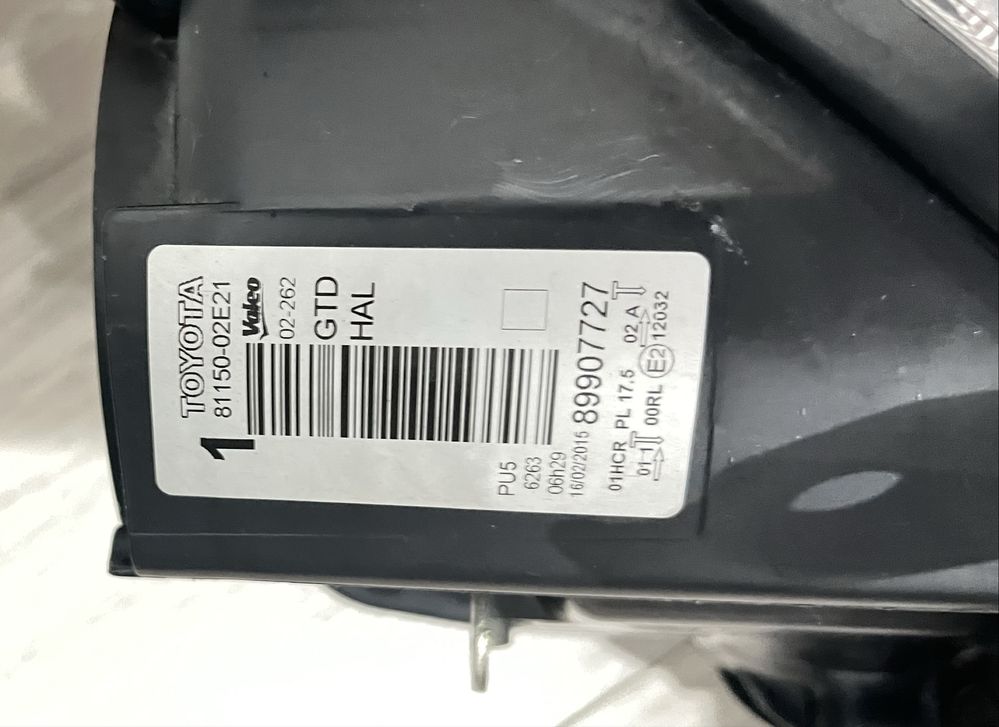 TOYOTA
81150-02E21
1
Valeo
02-262
GTD
HAL
PU5
6263
06h29
16/02/2015
89907727
01HCR PL 17.5 02 A
01 1 00RL E2 12032